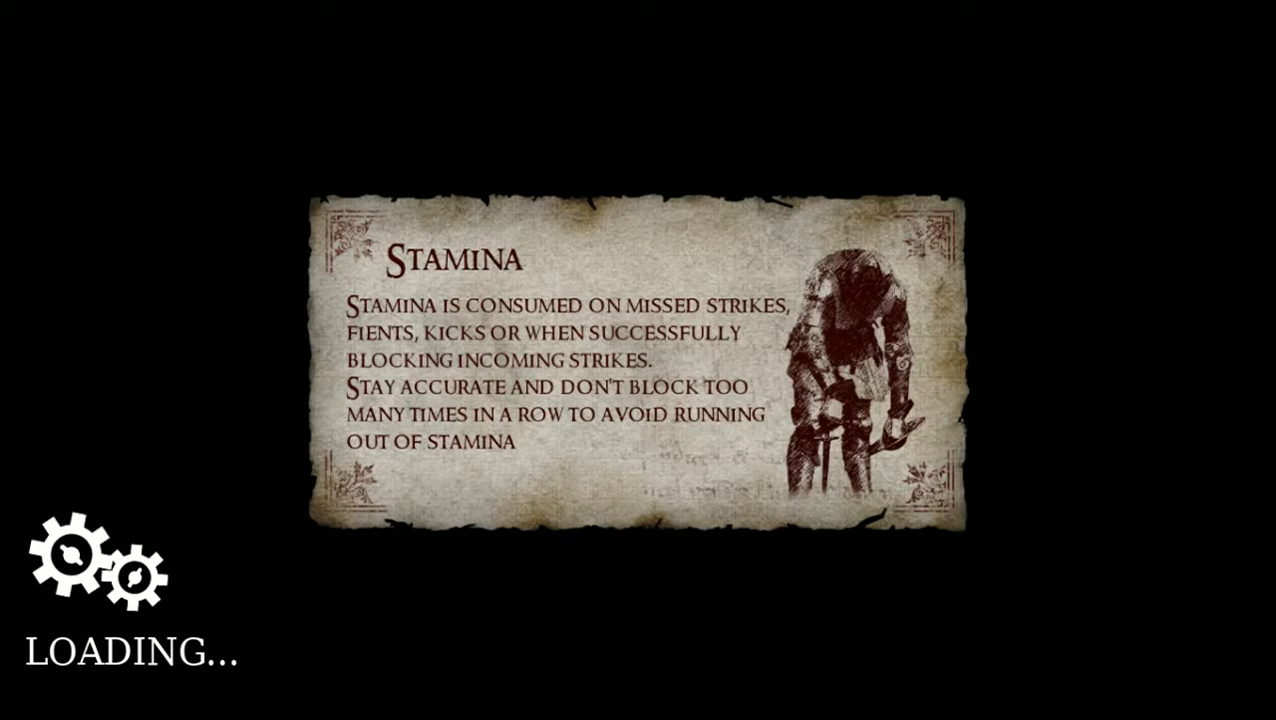 Stamina
Stamina is consumed on missed strikes,
fients, kicks or when successfully
blocking incoming strikes.
Stay accurate and don't block too
many times in a row to avoid running
out of stamina
LOADING...